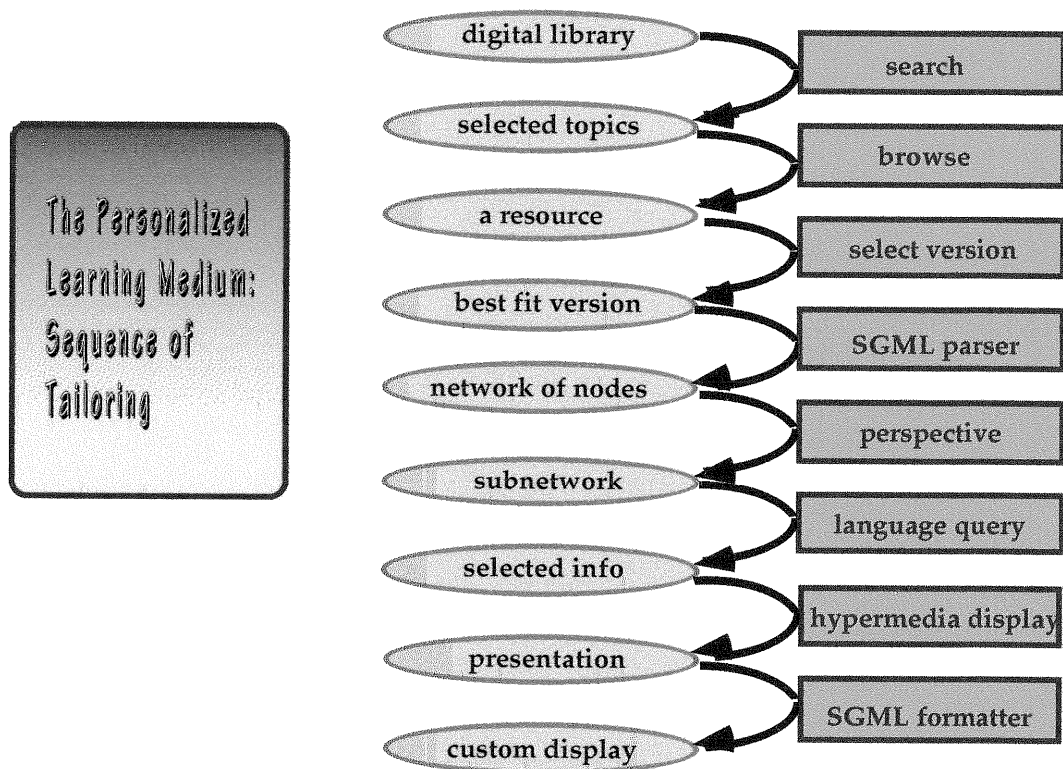 The Personalized
Learning Medium:
Sequence of
Tailoring
digital library
search
selected topics
browse
a resource
select version
best fit version
SGML parser
network of nodes
perspective
subnetwork
language query
selected info
hypermedia display
presentation
SGML formatter
custom display